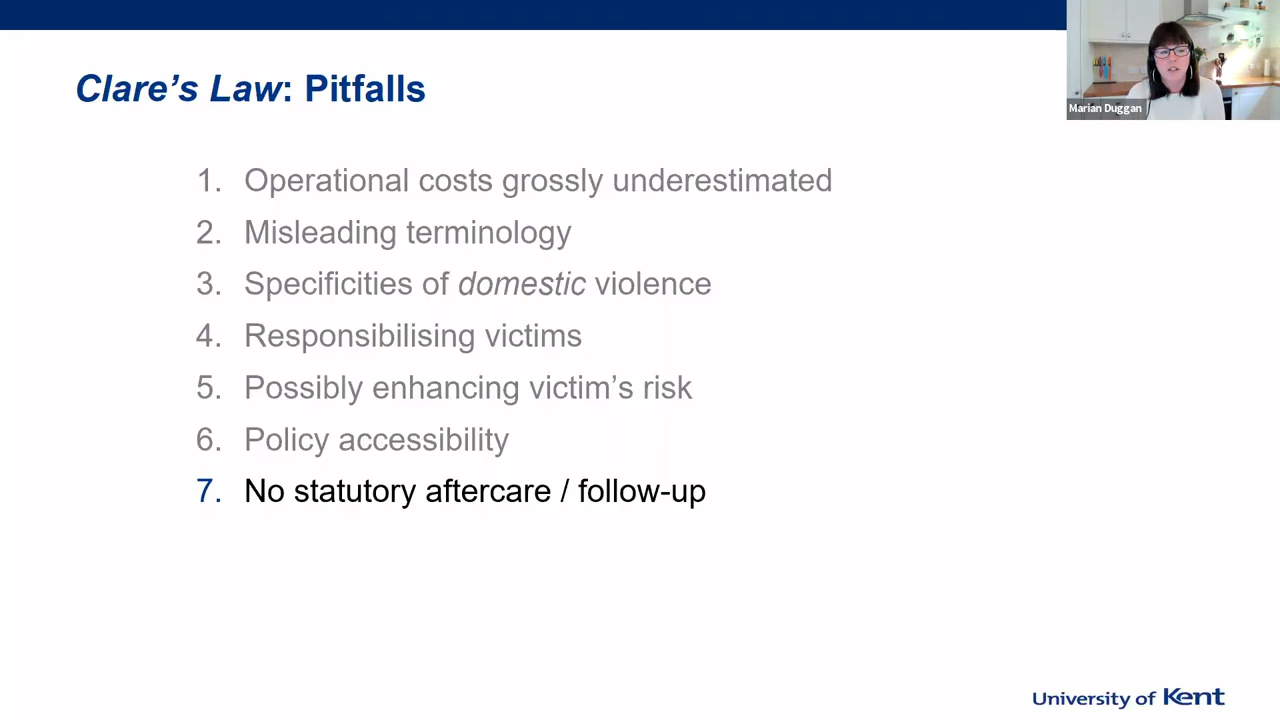 Clare’s Law: Pitfalls
Marian Duggan
1. Operational costs grossly underestimated
2. Misleading terminology
3. Specificities of domestic violence
4. Responsibilising victims
5. Possibly enhancing victim’s risk
6. Policy accessibility
7. No statutory aftercare / follow-up
University of Kent